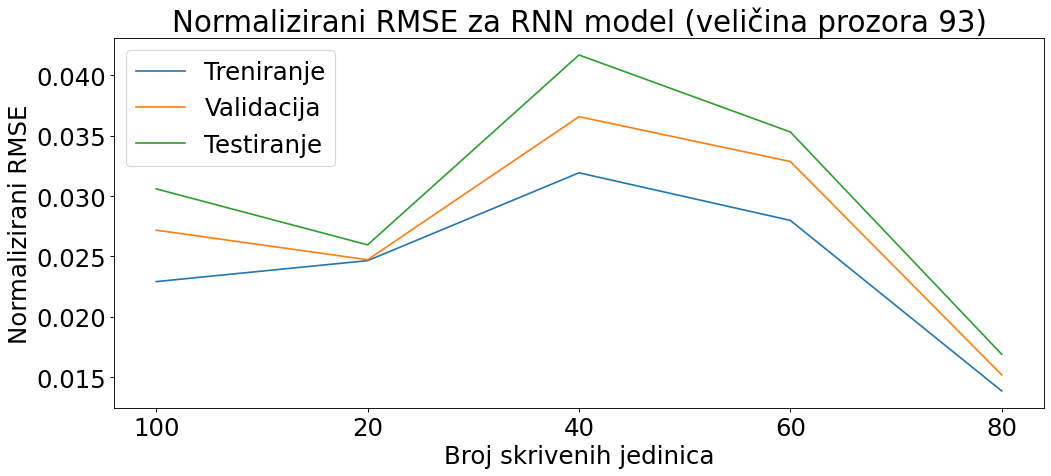 Normalizirani RMSE za RNN model (veličina prozora 93)
Treniranje
Validacija
Testiranje
Normalizirani RMSE
0.040
0.035
0.030
0.025
0.020
0.015
100 20 40 60 80
Broj skrivenih jedinica